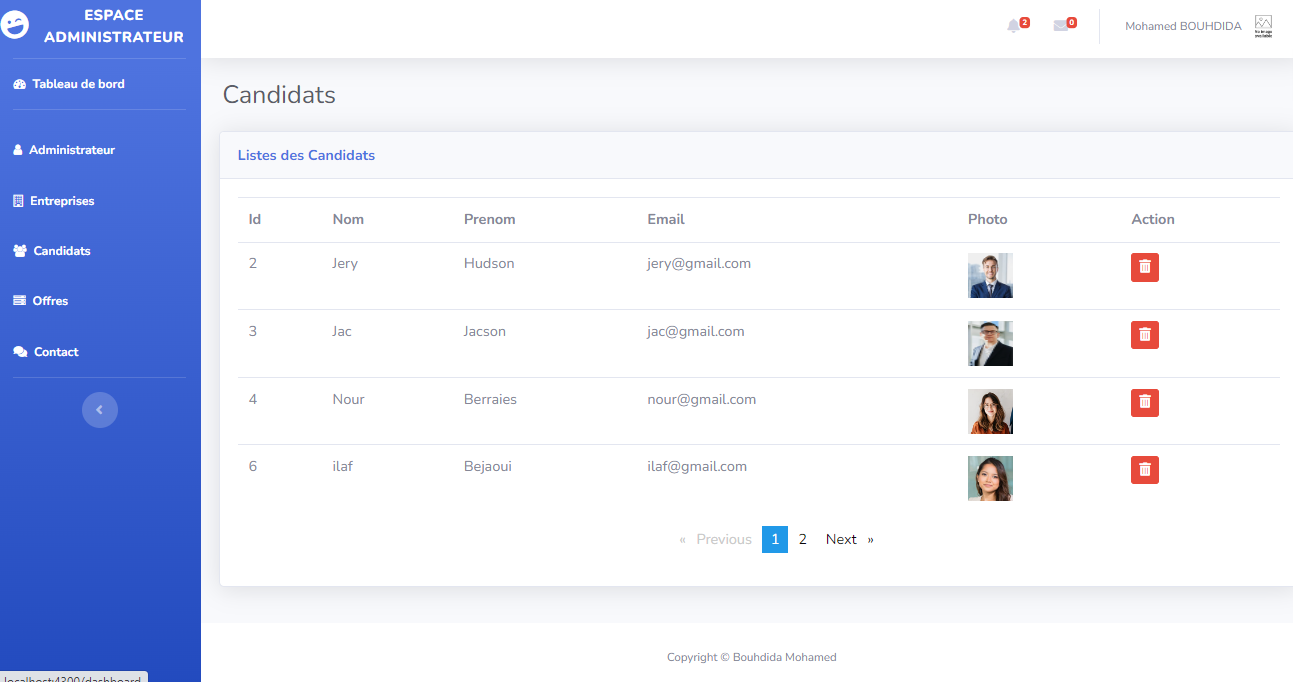 ESPACE
ADMINISTRATEUR
2
0
Mohamed BOUHDIDA
Tableau de bord
Administrateur
Entreprises
Candidats
Offres
Contact
Candidats
Listes des Candidats
Id Nom Prenom Email Photo Action
2 Jery Hudson jery@gmail.com
3 Jac Jacson jac@gmail.com
4 Nour Berraies nour@gmail.com
6 ilaf Bejaoui ilaf@gmail.com
« Previous 1 2 Next »
Copyright © Bouhdida Mohamed
localhost:4300/dashboard